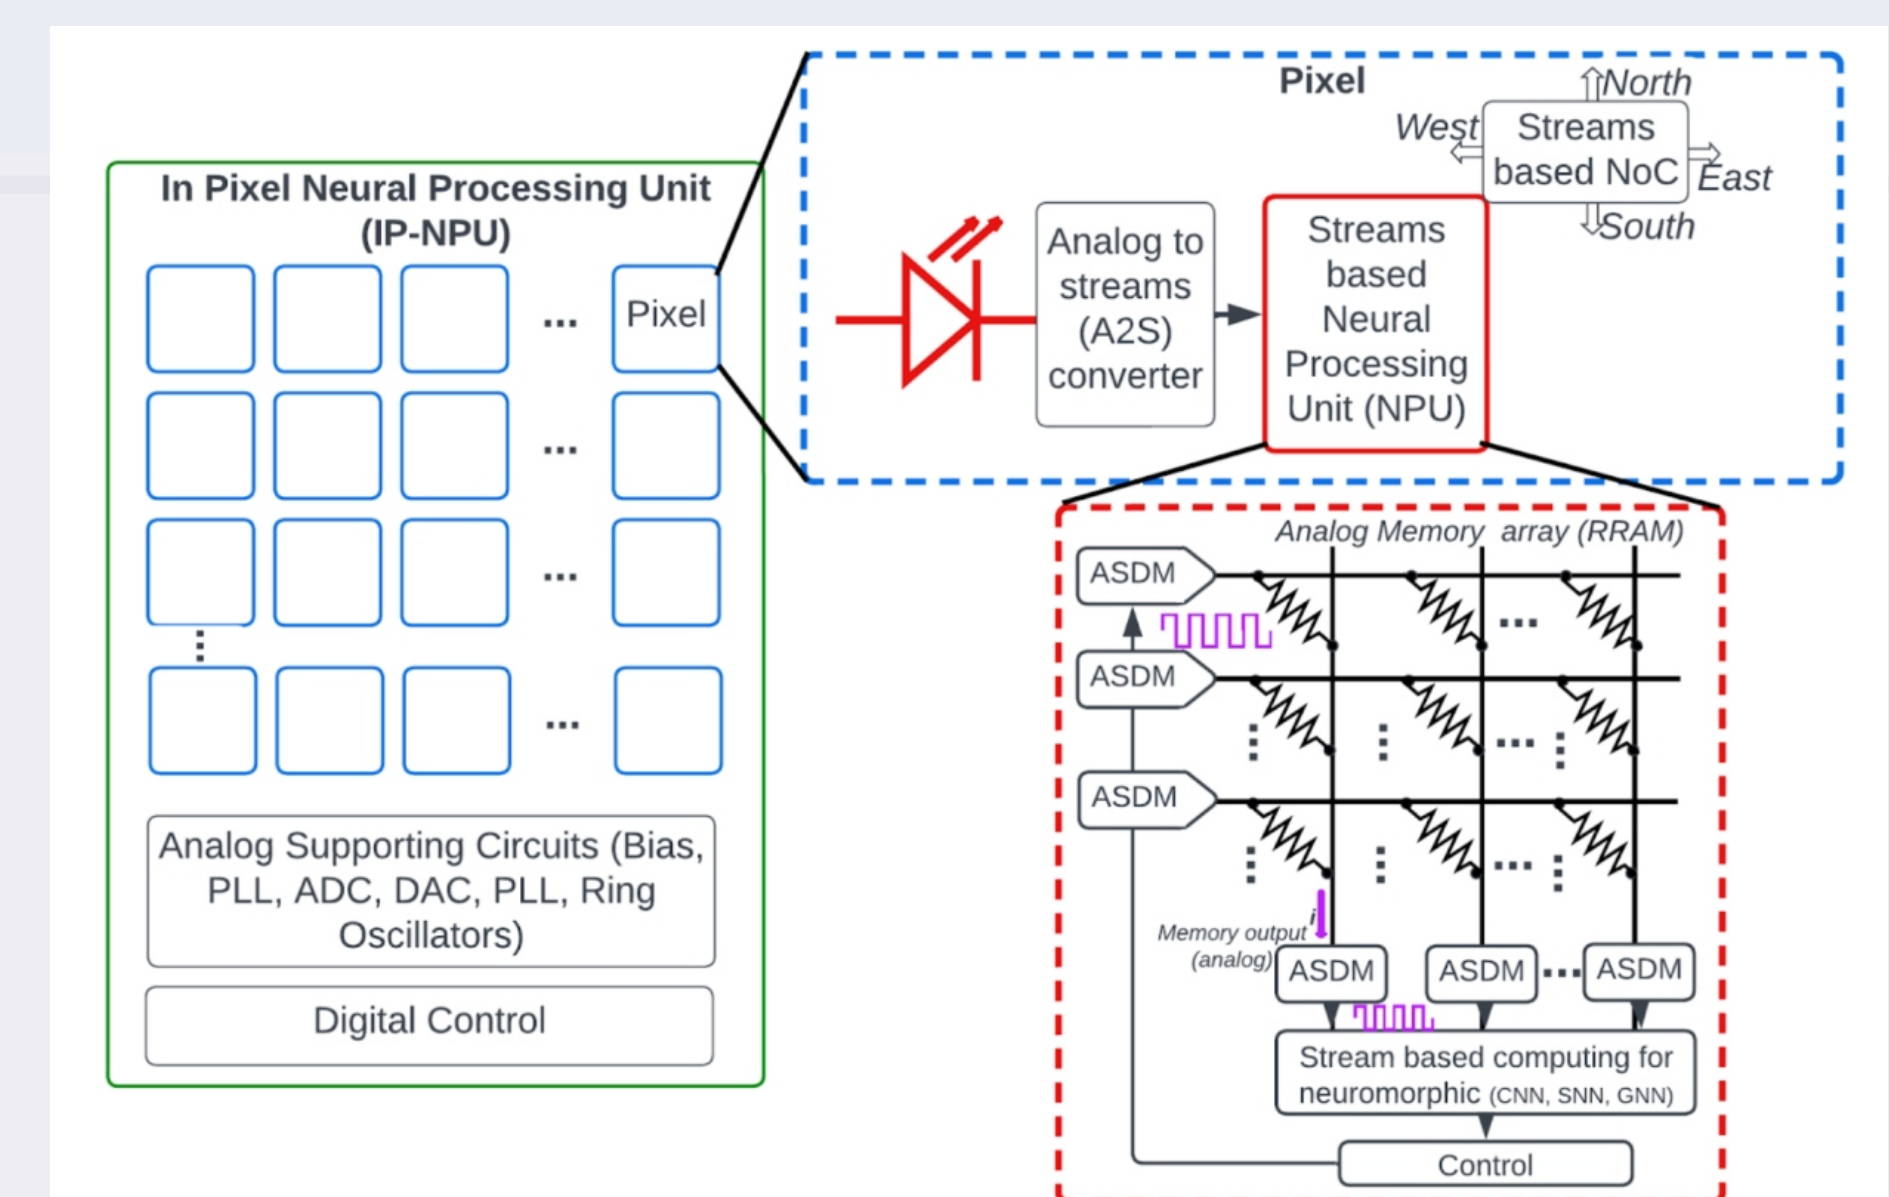 In Pixel Neural Processing Unit
(IP-NPU)
...
Pixel
...
...
...
Analog Supporting Circuits (Bias,
PLL, ADC, DAC, PLL, Ring
Oscillators)
Digital Control
Pixel
North
West
Streams
based NoC
East
South
Analog to
streams
(A2S)
converter
Streams
based
Neural
Processing
Unit (NPU)
Analog Memory array (RRAM)
ASDM
...
ASDM
...
ASDM
...
i
Memory output
(analog)
ASDM
ASDM
...
ASDM
Stream based computing for
neuromorphic (CNN, SNN, GNN)
Control